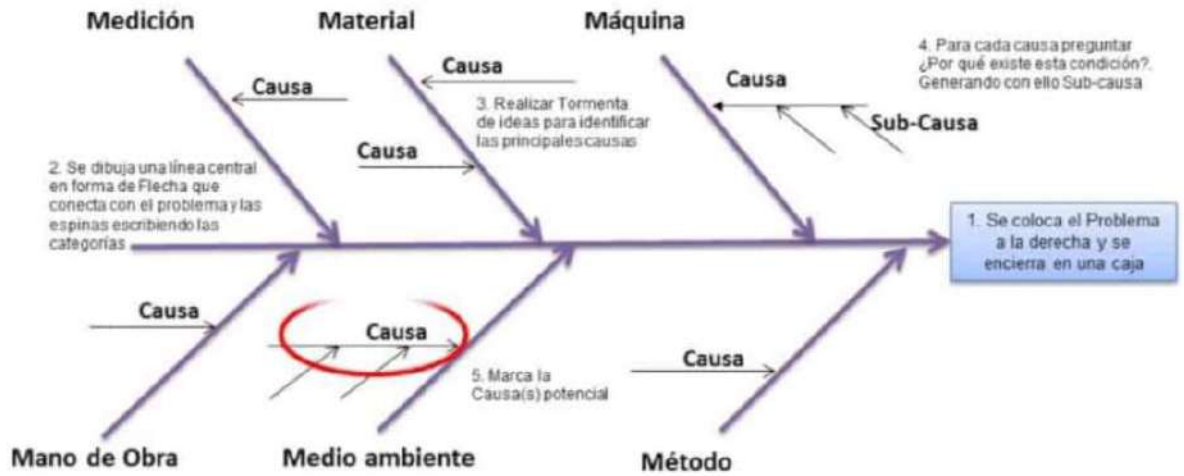 Medición
Material
Máquina
4. Para cada causa preguntar
¿Por qué existe esta condición?.
Generando con ello Sub-causa
Causa
Causa
Causa
3. Realizar Tormenta
de ideas para identificar
las principales causas
Sub-Causa
Causa
2. Se dibuja una línea central
en forma de Flecha que
conecta con el problema y las
espinas escribiendo las
categorías
1. Se coloca el Problema
a la derecha y se
encierra en una caja
Causa
Causa
Causa
5. Marca la
Causa(s) potencial
Mano de Obra
Medio ambiente
Método